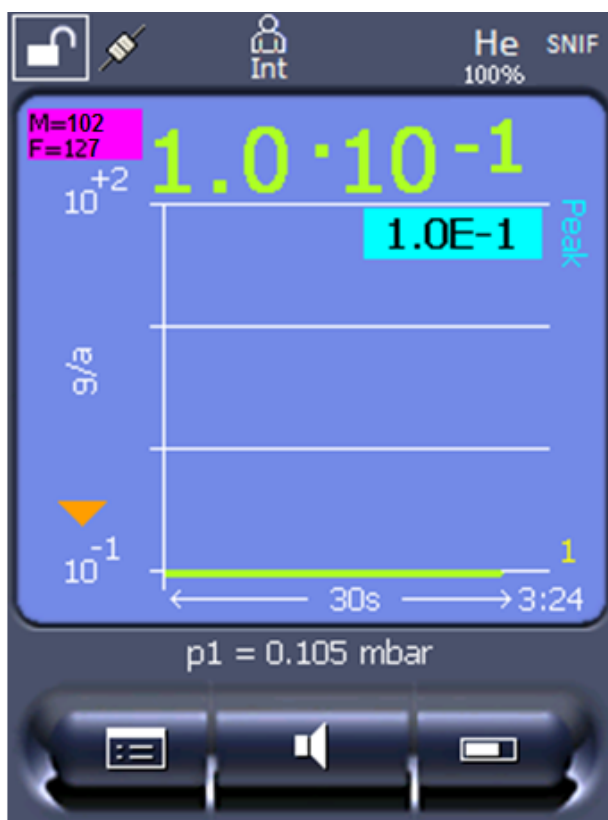 Int
He SNIF
100%
M=102
F=127
1.0·10⁻¹
10⁺²
1.0E-1
Peak
g/a
10⁻¹
1
30s
3:24
p1 = 0.105 mbar